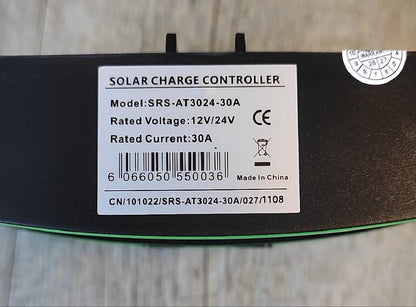 SOLAR CHARGE CONTROLLER
Model:SRS-AT3024-30A
Rated Voltage:12V/24V
Rated Current:30A
CE
6 066050 550036
Made In China
CN/101022/SRS-AT3024-30A/027/1108